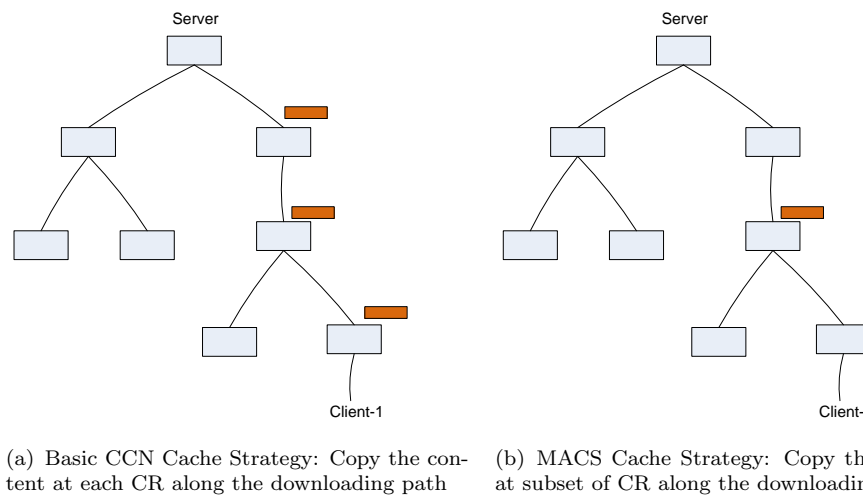 Server
Server
Client-1
Client-
(a) Basic CCN Cache Strategy: Copy the con-
tent at each CR along the downloading path
(b) MACS Cache Strategy: Copy th
at subset of CR along the downloadin